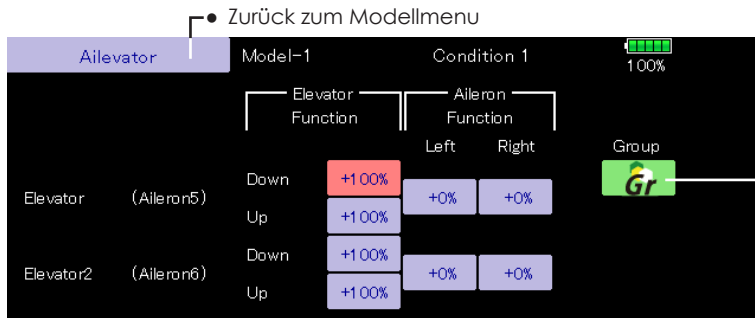 Zurück zum Modellmenu
Ailevator Model-1 Condition 1 100%
Elevator Function Aileron Function
Left Right Group
Down +100% Gr
Elevator (Aileron5) +0% +0%
Up +100%
Down +100%
Elevator2 (Aileron6) +0% +0%
Up +100%